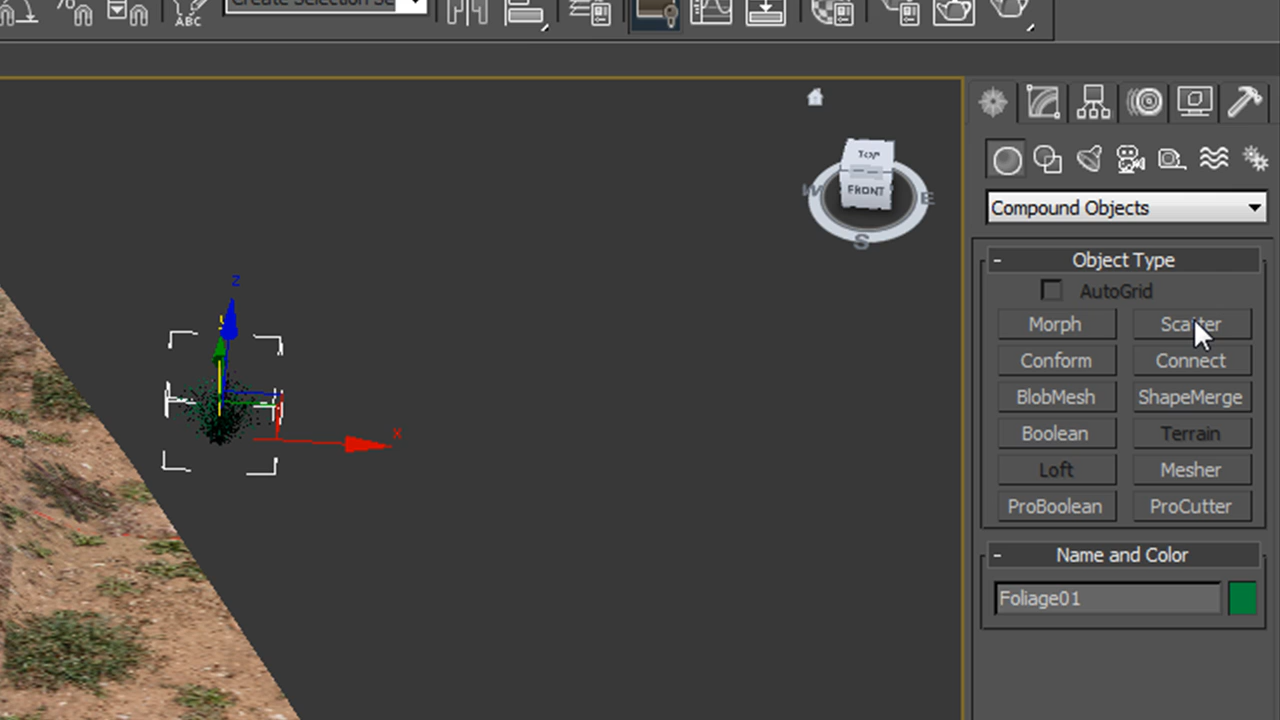 ABC
Create Selection Se
TOP
FRONT
W
E
S
Compound Objects
z
y
x
- Object Type
AutoGrid
Morph Scatter
Conform Connect
BlobMesh ShapeMerge
Boolean Terrain
Loft Mesher
ProBoolean ProCutter
- Name and Color
Foliage01